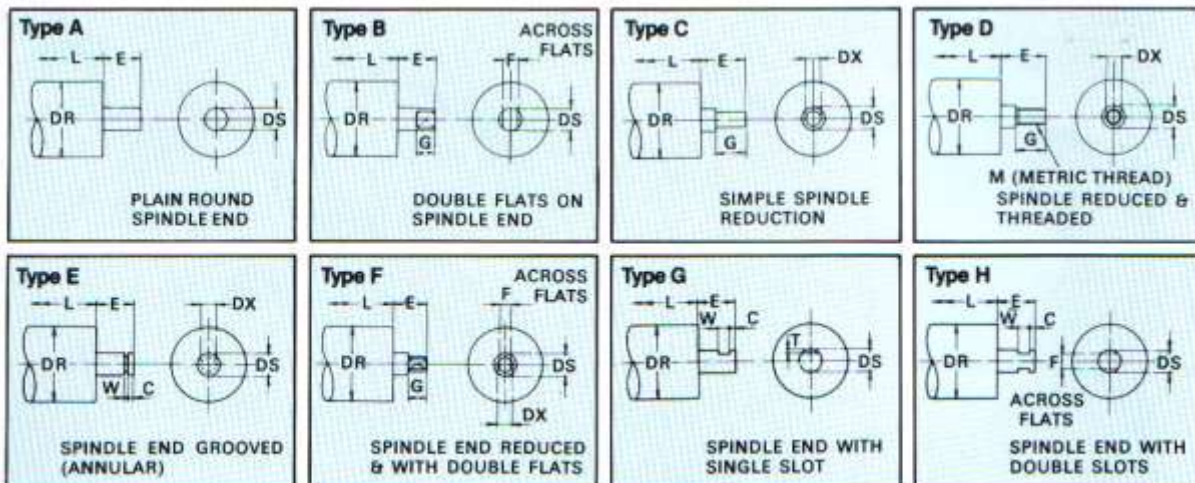 Type A
L E
DR
DS
PLAIN ROUND
SPINDLE END
Type B
ACROSS
FLATS
L E F
DR
DS
G
DOUBLE FLATS ON
SPINDLE END
Type C
L E
DX
DR
DS
G
SIMPLE SPINDLE
REDUCTION
Type D
L E
DX
DR
DS
G
M (METRIC THREAD)
SPINDLE REDUCED &
THREADED
Type E
L E
DX
DR
DS
W C
SPINDLE END GROOVED
(ANNULAR)
Type F
ACROSS
FLATS
L E F
DR
DS
G
DX
SPINDLE END REDUCED
& WITH DOUBLE FLATS
Type G
L E
W C
T
DR
DS
SPINDLE END WITH
SINGLE SLOT
Type H
L E
W C
DR
F
DS
ACROSS
FLATS
SPINDLE END WITH
DOUBLE SLOTS